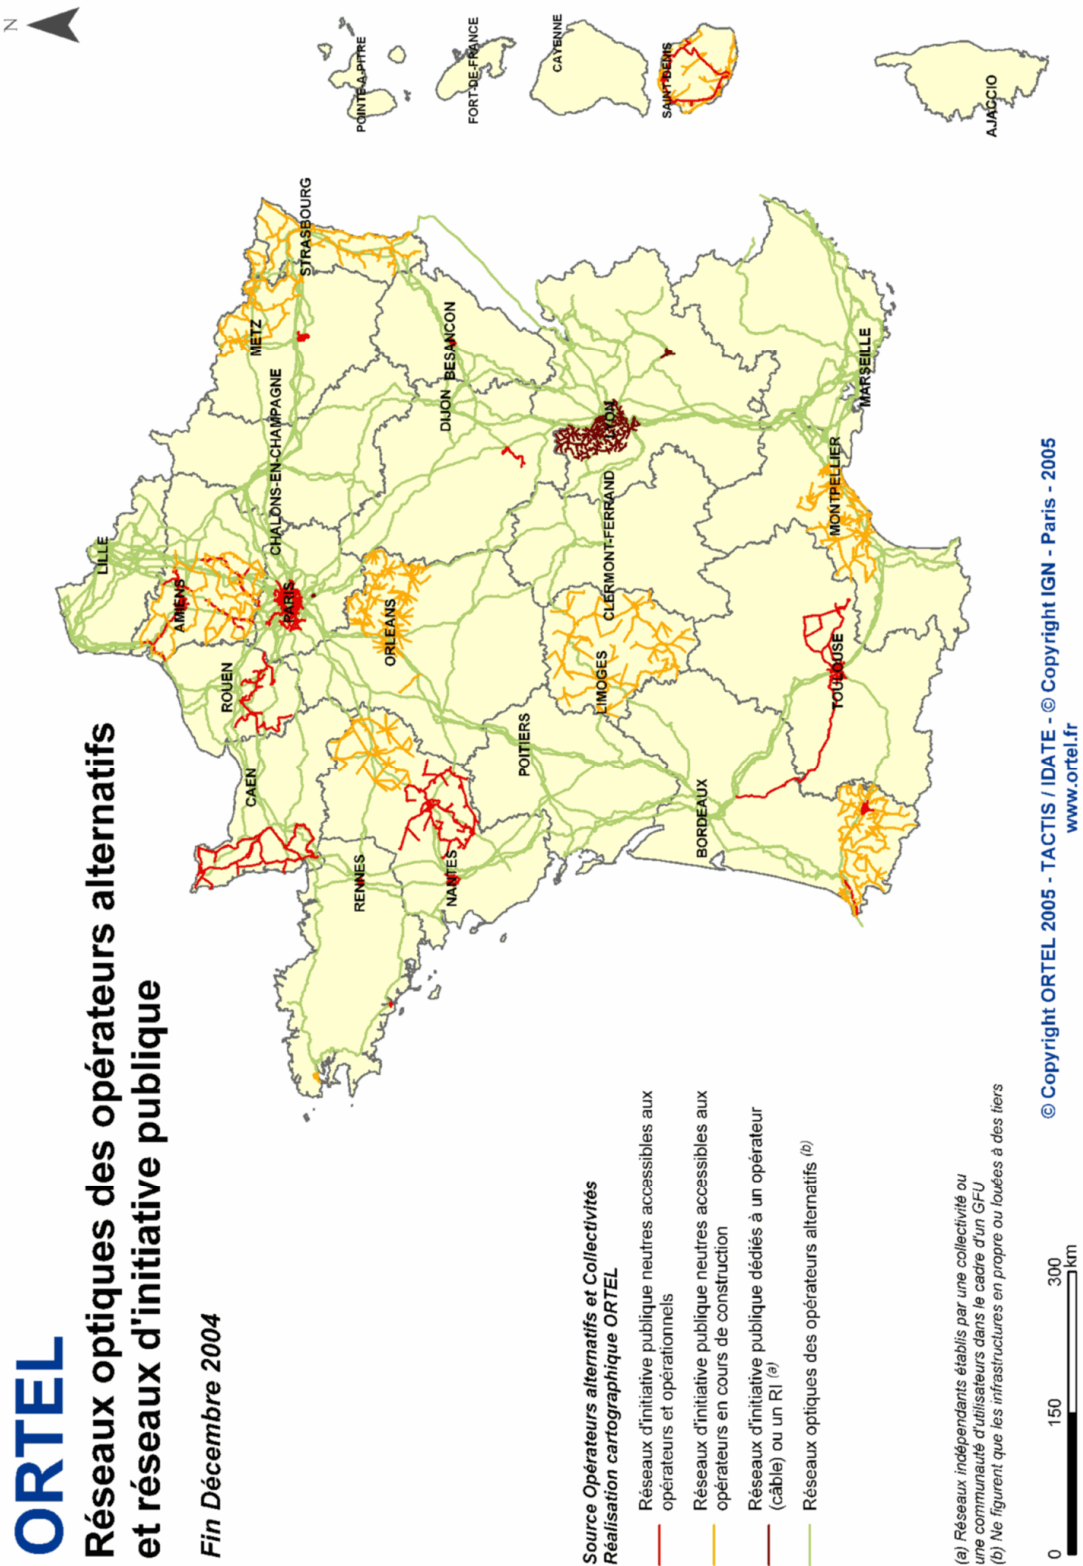 ORTEL
Réseaux optiques des opérateurs alternatifs
et réseaux d'initiative publique
Fin Décembre 2004
N
LILLE
AMIENS
ROUEN
CAEN
PARIS
CHALONS-EN-CHAMPAGNE
METZ
STRASBOURG
RENNES
ORLEANS
NANTES
DIJON
BESANCON
POITIERS
LIMOGES
CLERMONT-FERRAND
LYON
BORDEAUX
TOULOUSE
MONTPELLIER
MARSEILLE
POINTE-A-PITRE
FORT-DE-FRANCE
CAYENNE
SAINT-DENIS
AJACCIO
Source Opérateurs alternatifs et Collectivités
Réalisation cartographique ORTEL
Réseaux d'initiative publique neutres accessibles aux
opérateurs et opérationnels
Réseaux d'initiative publique neutres accessibles aux
opérateurs en cours de construction
Réseaux d'initiative publique dédiés à un opérateur
(câble) ou un RI (a)
Réseaux optiques des opérateurs alternatifs (b)
(a) Réseaux indépendants établis par une collectivité ou
une communauté d'utilisateurs dans le cadre d'un GFU
(b) Ne figurent que les infrastructures en propre ou louées à des tiers
0 150 300
km
© Copyright ORTEL 2005 - TACTIS / IDATE - © Copyright IGN - Paris - 2005
www.ortel.fr